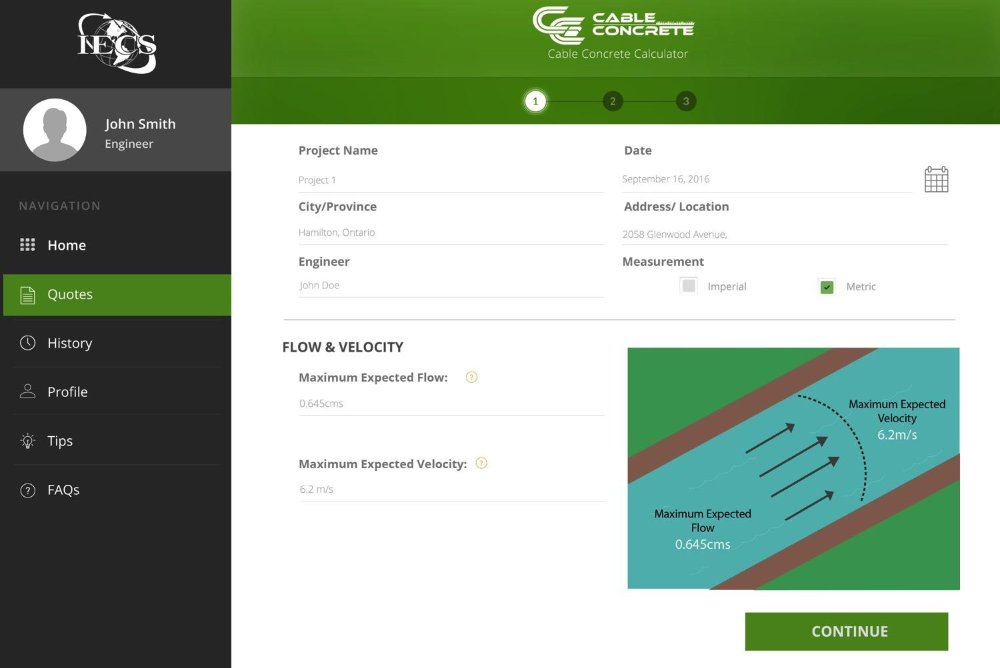 IECS
John Smith
Engineer
NAVIGATION
Home
Quotes
History
Profile
Tips
? FAQs
CABLE
CONCRETE
Cable Concrete Calculator
1 2 3
Project Name
Project 1
Date
September 16, 2016
City/Province
Hamilton, Ontario
Address/ Location
2058 Glenwood Avenue,
Engineer
John Doe
Measurement
Imperial
Metric
FLOW & VELOCITY
Maximum Expected Flow: ?
0.645cms
Maximum Expected Velocity: ?
6.2 m/s
Maximum Expected
Velocity
6.2m/s
Maximum Expected
Flow
0.645cms
CONTINUE